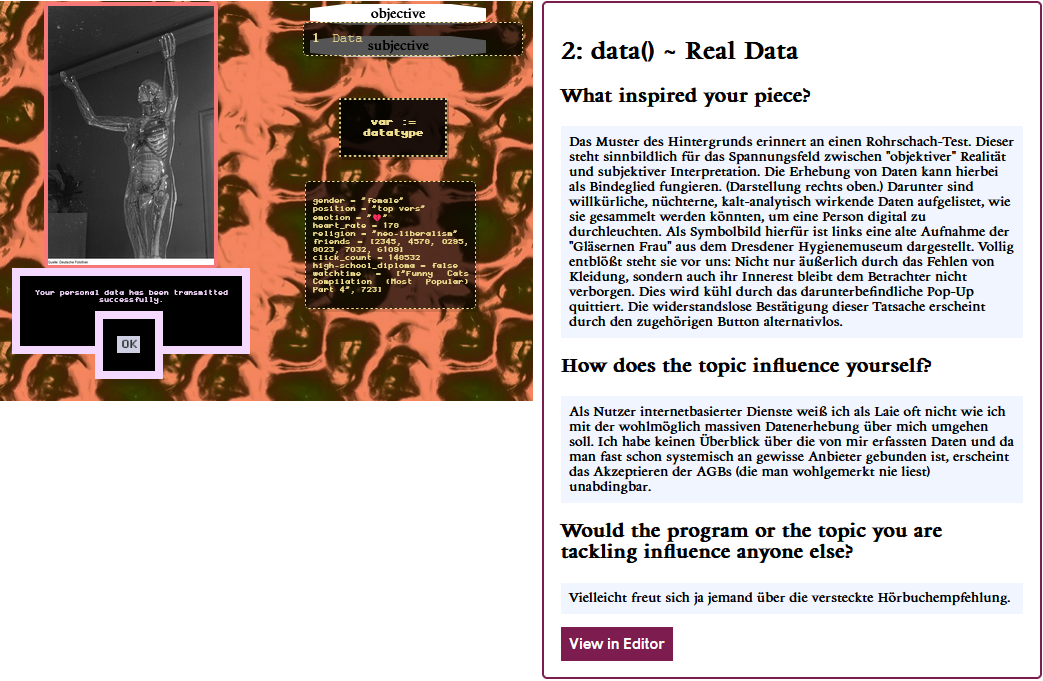 objective
1 Data
subjective
var :=
datatype
gender = "female"
position = "top vers"
emotion = "❤"
heart_rate = 170
religion = "neo-liberalism"
friends = [2345, 4570, 0295,
0023, 7032, 6109]
click_count = 140532
high-school_diploma = false
watchtime = ["Funny Cats
Compilation (Most Popular)
Part 4", 723]
Quelle: Deutsche Fotothek
Your personal data has been transmitted
successfully.
OK
2: data() ~ Real Data
What inspired your piece?
Das Muster des Hintergrunds erinnert an einen Rohrschach-Test. Dieser
steht sinnbildlich für das Spannungsfeld zwischen "objektiver" Realität
und subjektiver Interpretation. Die Erhebung von Daten kann hierbei
als Bindeglied fungieren. (Darstellung rechts oben.) Darunter sind
willkürliche, nüchterne, kalt-analytisch wirkende Daten aufgelistet, wie
sie gesammelt werden könnten, um eine Person digital zu
durchleuchten. Als Symbolbild hierfür ist links eine alte Aufnahme der
"Gläsernen Frau" aus dem Dresdener Hygienemuseum dargestellt. Vollig
entblößt steht sie vor uns: Nicht nur äußerlich durch das Fehlen von
Kleidung, sondern auch ihr Innerest bleibt dem Betrachter nicht
verborgen. Dies wird kühl durch das darunterbefindliche Pop-Up
quittiert. Die widerstandslose Bestätigung dieser Tatsache erscheint
durch den zugehörigen Button alternativlos.
How does the topic influence yourself?
Als Nutzer internetbasierter Dienste weiß ich als Laie oft nicht wie ich
mit der wohlmöglich massiven Datenerhebung über mich umgehen
soll. Ich habe keinen Überblick über die von mir erfassten Daten und da
man fast schon systemisch an gewisse Anbieter gebunden ist, erscheint
das Akzeptieren der AGBs (die man wohlgemerkt nie liest)
unabdingbar.
Would the program or the topic you are
tackling influence anyone else?
Vielleicht freut sich ja jemand über die versteckte Hörbuchempfehlung.
View in Editor